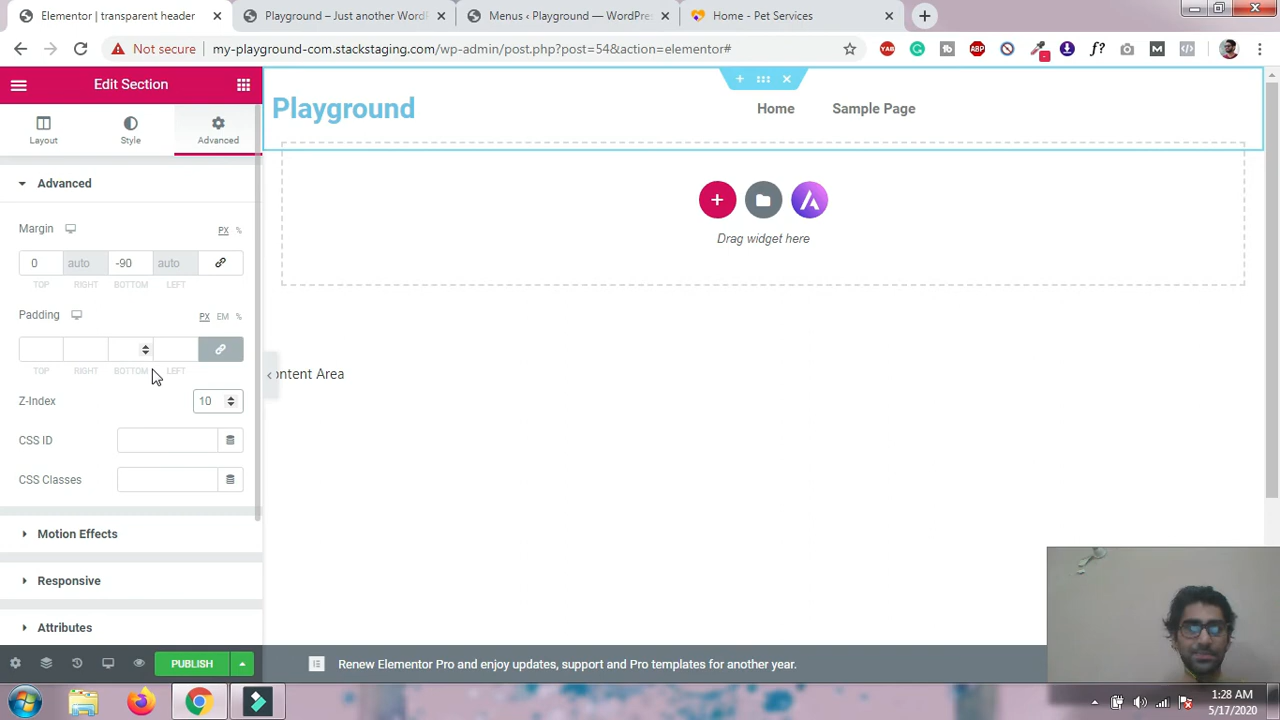 Elementor | transparent header
Playground – Just another WordP
Menus ‹ Playground — WordPres
Home - Pet Services
Not secure
my-playground-com.stackstaging.com/wp-admin/post.php?post=54&action=elementor#
YAB
ABP
f?
M
Edit Section
Layout
Style
Advanced
Playground
Home
Sample Page
Advanced
Margin
PX %
0 auto -90 auto
TOP RIGHT BOTTOM LEFT
Drag widget here
Padding
PX EM %
TOP RIGHT BOTTOM LEFT
ontent Area
Z-Index
10
CSS ID
CSS Classes
Motion Effects
Responsive
Attributes
PUBLISH
Renew Elementor Pro and enjoy updates, support and Pro templates for another year.
1:28 AM
5/17/2020